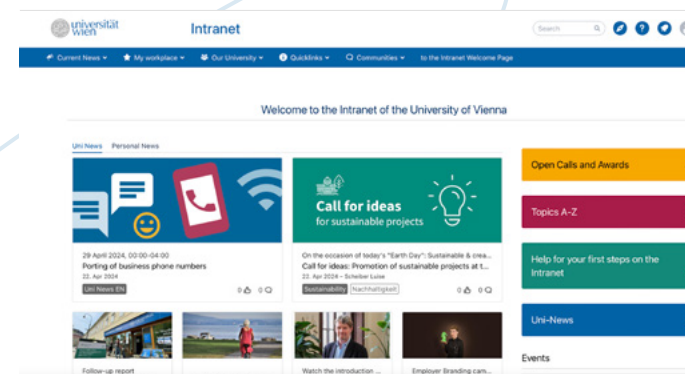 universität
wien
Intranet
Search
Current News
My workplace
Our University
Quicklinks
Communities
to the Intranet Welcome Page
Welcome to the Intranet of the University of Vienna
Uni News Personal News
Call for ideas
for sustainable projects
29 April 2024, 00:00-04:00
Porting of business phone numbers
22. Apr 2024
Uni News EN
0 0
On the occasion of today's "Earth Day": Sustainable & crea...
Call for ideas: Promotion of sustainable projects at t...
22. Apr 2024 – Scheiber Luise
Sustainability Nachhaltigkeit
0 0
Follow-up report
Watch the introduction ...
Employer Branding cam...
Open Calls and Awards
Topics A-Z
Help for your first steps on the
Intranet
Uni-News
Events